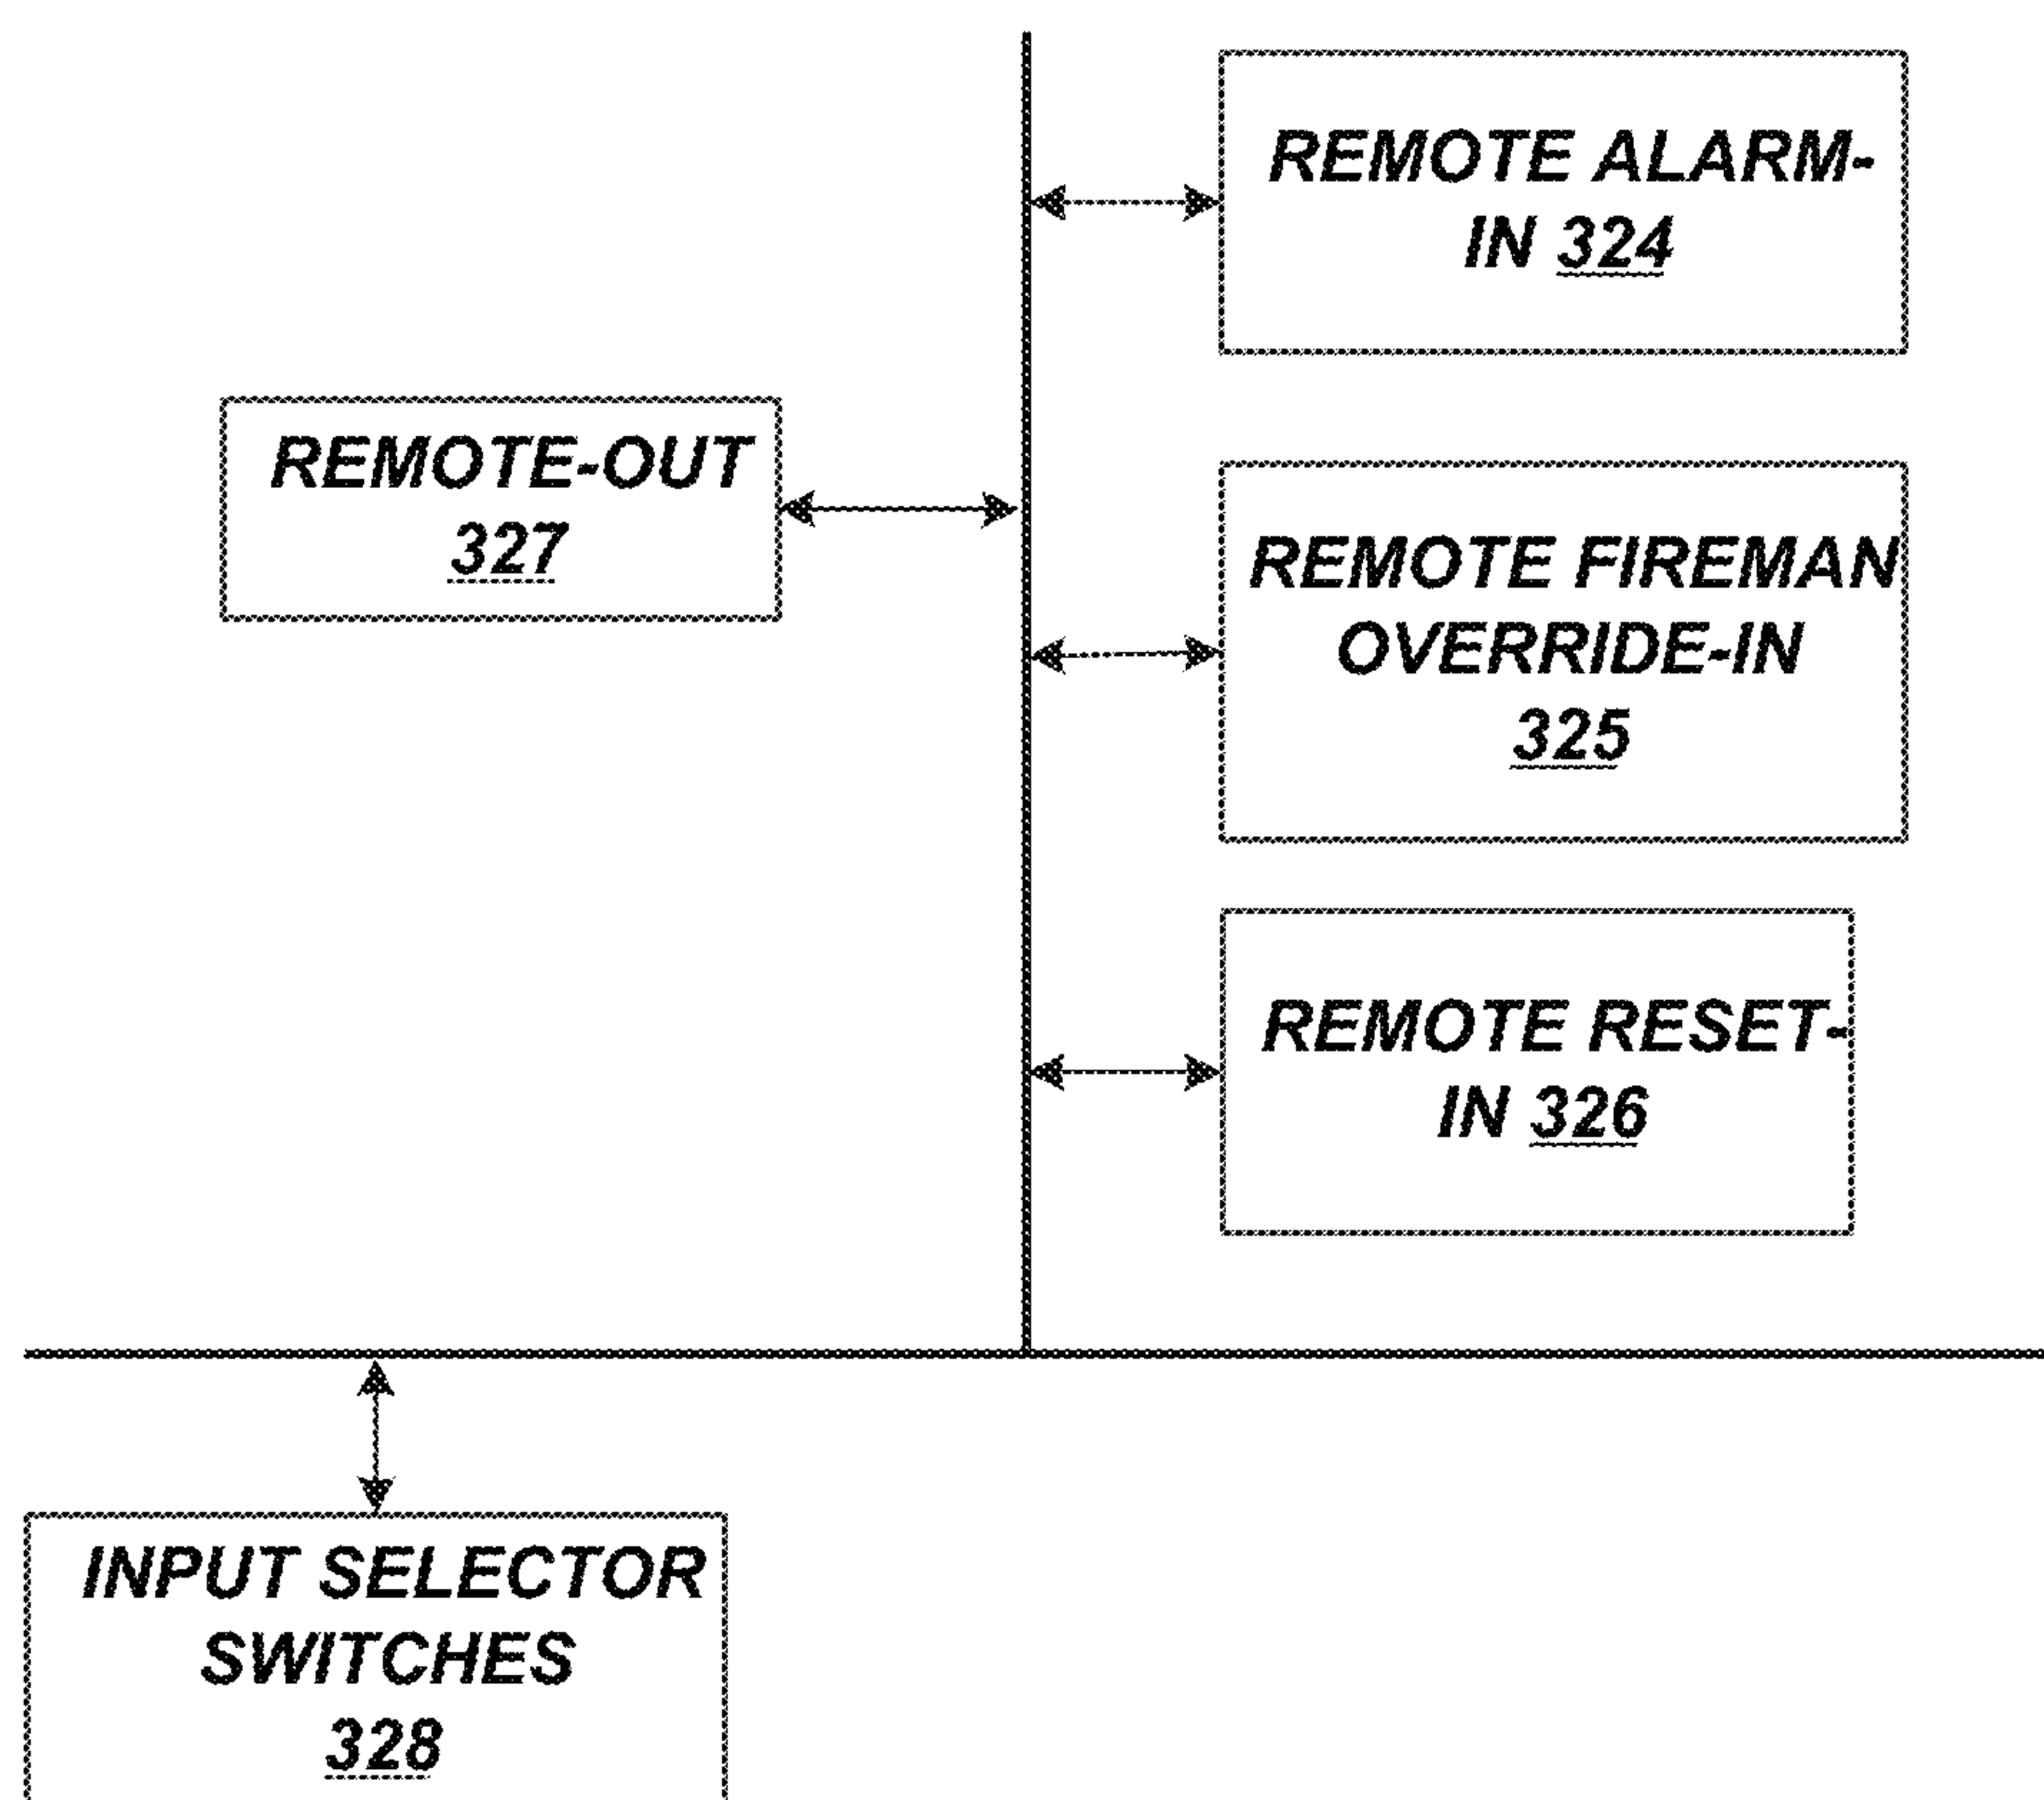 REMOTE ALARM-
IN 324
REMOTE-OUT
327
REMOTE FIREMAN
OVERRIDE-IN
325
REMOTE RESET-
IN 326
INPUT SELECTOR
SWITCHES
328